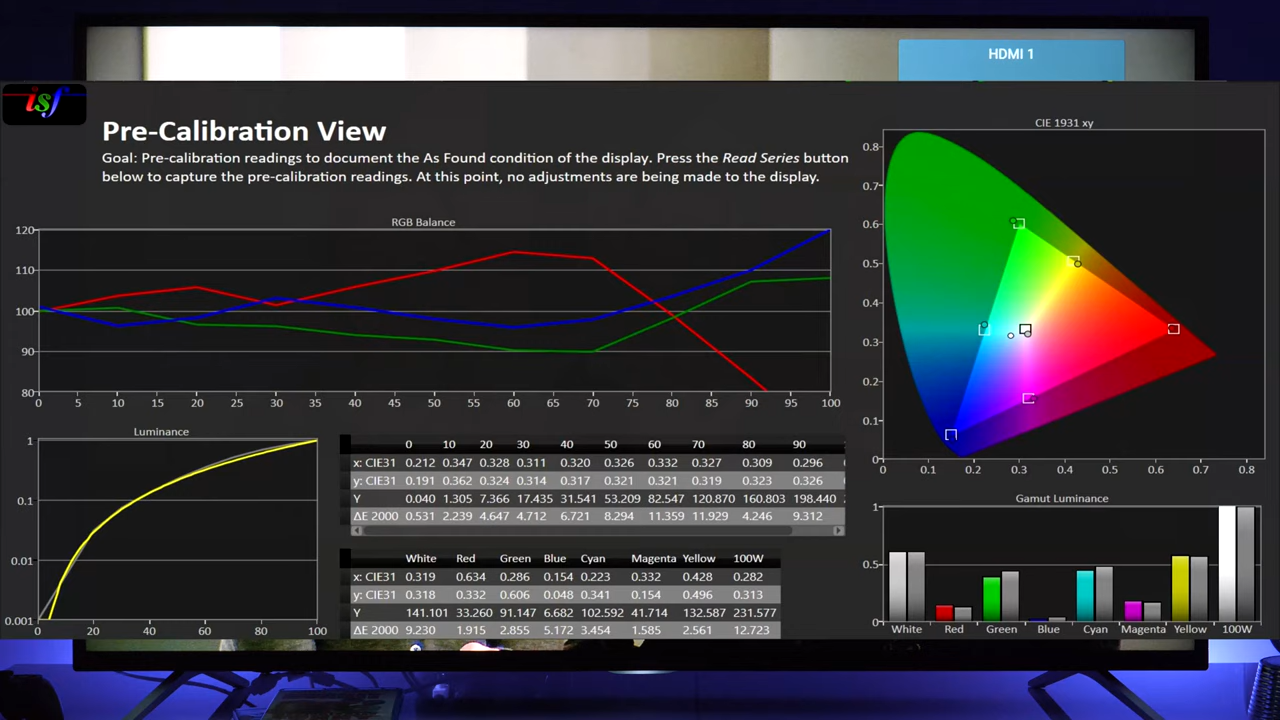 HDMI 1
isf
Pre-Calibration View
Goal: Pre-calibration readings to document the As Found condition of the display. Press the Read Series button
below to capture the pre-calibration readings. At this point, no adjustments are being made to the display.
RGB Balance
120
110
100
90
80
0 5 10 15 20 25 30 35 40 45 50 55 60 65 70 75 80 85 90 95 100
CIE 1931 xy
0.8
0.7
0.6
0.5
0.4
0.3
0.2
0.1
0
0 0.1 0.2 0.3 0.4 0.5 0.6 0.7 0.8
Luminance
1
0.1
0.01
0.001
0 20 40 60 80 100
0 10 20 30 40 50 60 70 80 90
x: CIE31 0.212 0.347 0.328 0.311 0.320 0.326 0.332 0.327 0.309 0.296
y: CIE31 0.191 0.362 0.324 0.314 0.317 0.321 0.321 0.319 0.323 0.326
Y 0.040 1.305 7.366 17.435 31.541 53.209 82.547 120.870 160.803 198.440
ΔE 2000 0.531 2.239 4.647 4.712 6.721 8.294 11.359 11.929 4.246 9.312
White Red Green Blue Cyan Magenta Yellow 100W
x: CIE31 0.319 0.634 0.286 0.154 0.223 0.332 0.428 0.282
y: CIE31 0.318 0.332 0.606 0.048 0.341 0.154 0.496 0.313
Y 141.101 33.260 91.147 6.682 102.592 41.714 132.587 231.577
ΔE 2000 9.230 1.915 2.855 5.172 3.454 1.585 2.561 12.723
Gamut Luminance
1
0.5
0
White Red Green Blue Cyan Magenta Yellow 100W